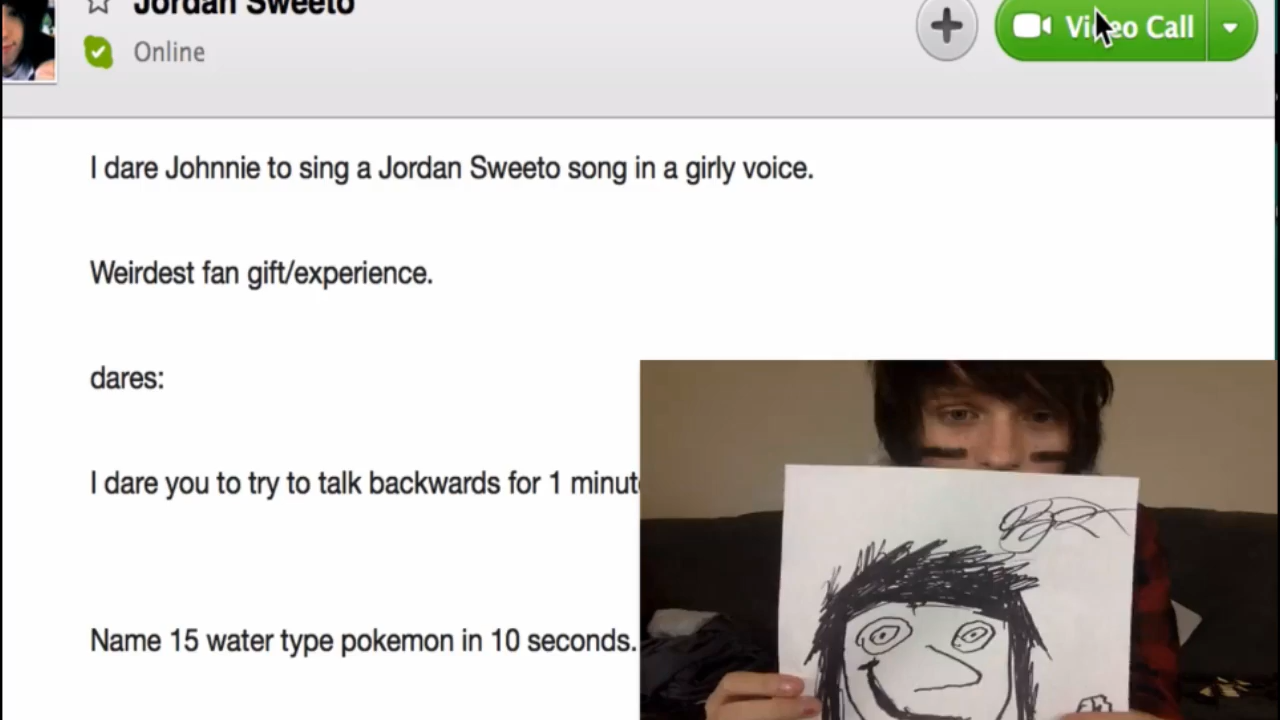 Jordan Sweeto
Online
Video Call
I dare Johnnie to sing a Jordan Sweeto song in a girly voice.
Weirdest fan gift/experience.
dares:
I dare you to try to talk backwards for 1 minut
Name 15 water type pokemon in 10 seconds.